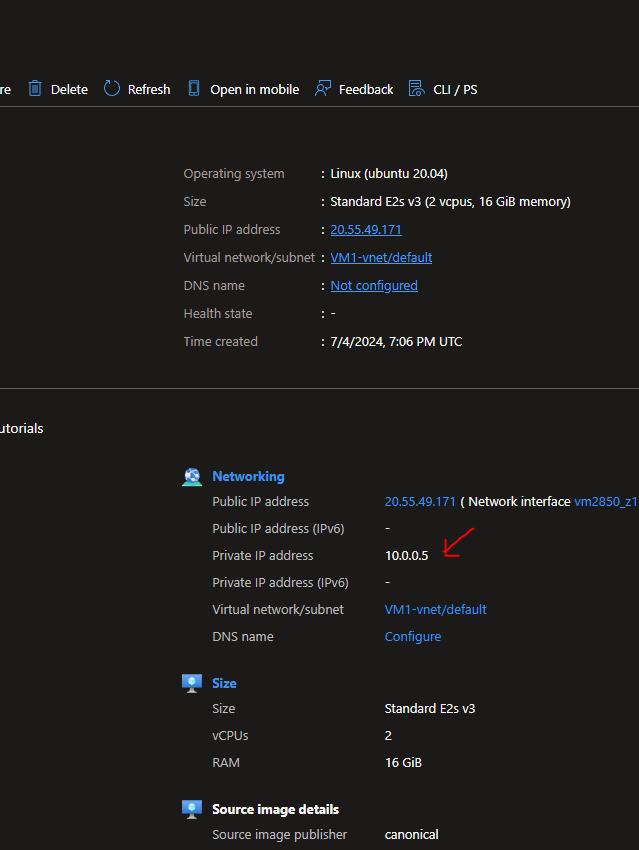 re Delete Refresh Open in mobile Feedback CLI / PS
Operating system : Linux (ubuntu 20.04)
Size : Standard E2s v3 (2 vcpus, 16 GiB memory)
Public IP address : 20.55.49.171
Virtual network/subnet : VM1-vnet/default
DNS name : Not configured
Health state : -
Time created : 7/4/2024, 7:06 PM UTC
utorials
Networking
Public IP address 20.55.49.171 ( Network interface vm2850_z1
Public IP address (IPv6) -
Private IP address 10.0.0.5
Private IP address (IPv6) -
Virtual network/subnet VM1-vnet/default
DNS name Configure
Size
Size Standard E2s v3
vCPUs 2
RAM 16 GiB
Source image details
Source image publisher canonical